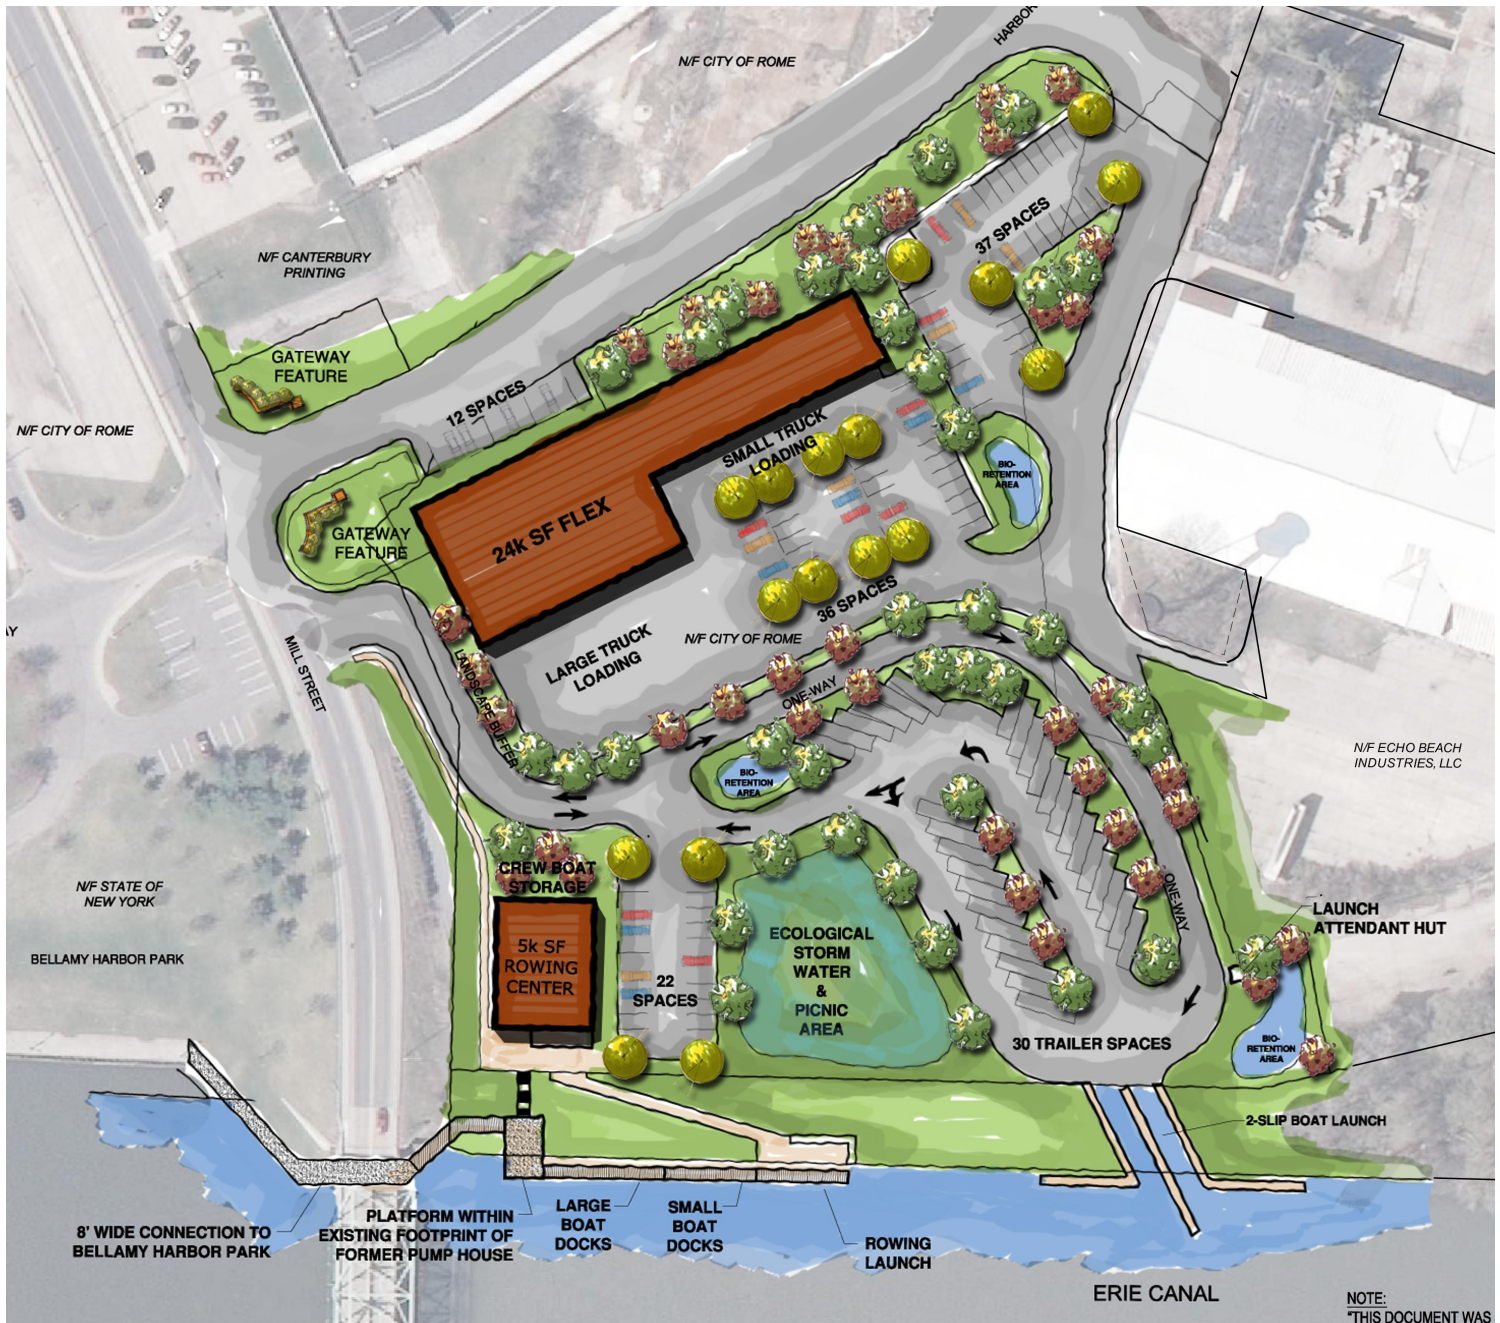 HARBOR
N/F CITY OF ROME
37 SPACES
N/F CANTERBURY
PRINTING
GATEWAY
FEATURE
12 SPACES
N/F CITY OF ROME
SMALL TRUCK
LOADING
BIO-
RETENTION
AREA
24k SF FLEX
GATEWAY
FEATURE
36 SPACES
N/F CITY OF ROME
LARGE TRUCK
LOADING
MILL STREET
LANDSCAPE BUFFER
ONE-WAY
N/F ECHO BEACH
INDUSTRIES, LLC
BIO-
RETENTION
AREA
CREW BOAT
STORAGE
N/F STATE OF
NEW YORK
ONE-WAY
LAUNCH
ATTENDANT HUT
5k SF
ROWING
CENTER
ECOLOGICAL
STORM
WATER
&
PICNIC
AREA
BELLAMY HARBOR PARK
22
SPACES
30 TRAILER SPACES
BIO-
RETENTION
AREA
2-SLIP BOAT LAUNCH
8' WIDE CONNECTION TO
BELLAMY HARBOR PARK
PLATFORM WITHIN
EXISTING FOOTPRINT OF
FORMER PUMP HOUSE
LARGE
BOAT
DOCKS
SMALL
BOAT
DOCKS
ROWING
LAUNCH
ERIE CANAL
NOTE:
"THIS DOCUMENT WAS